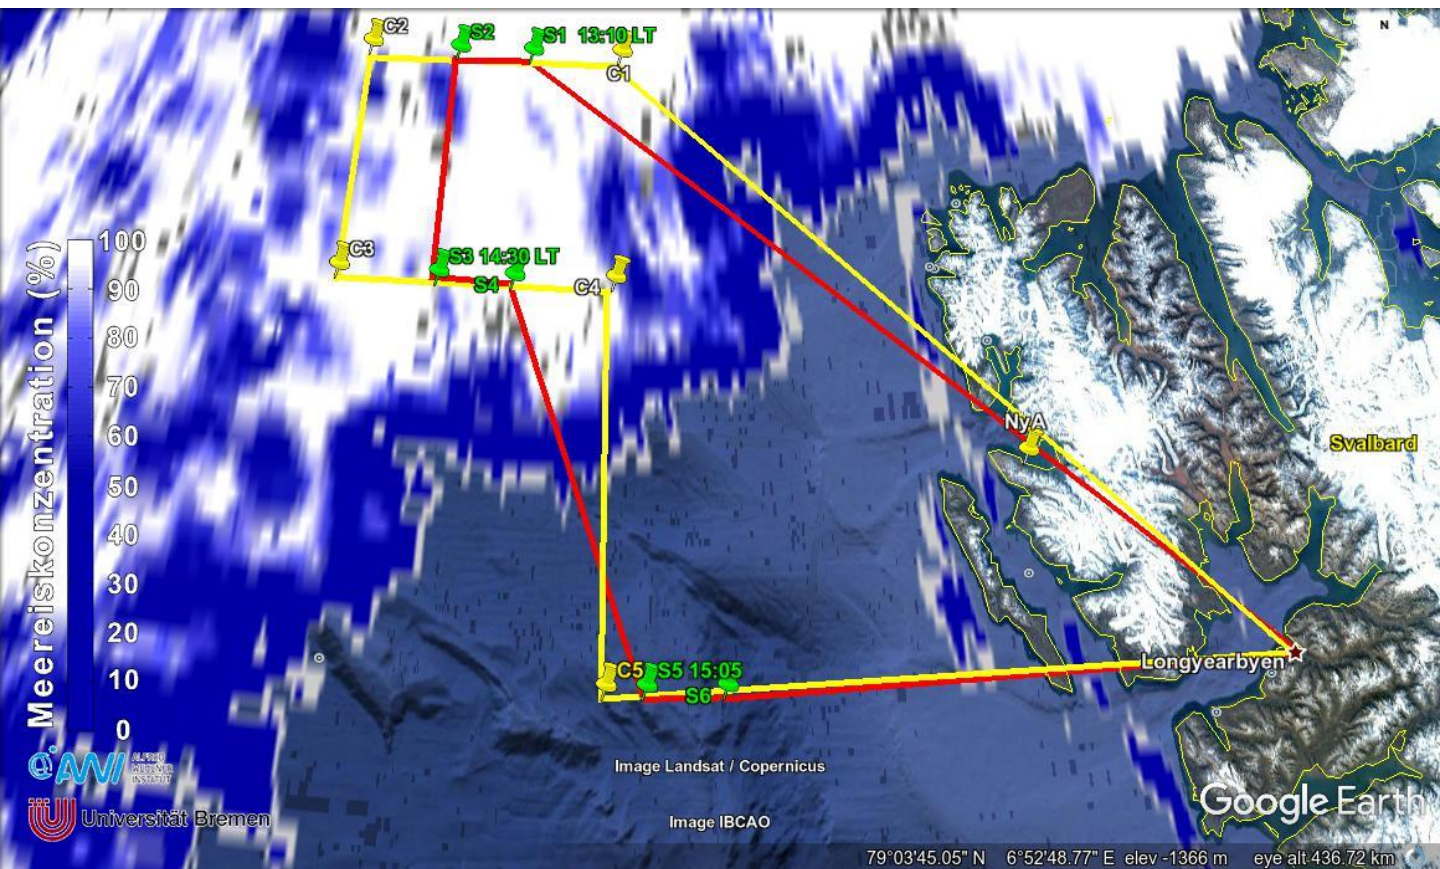 C2
S2
S1 13:10 LT
N
C1
C3
S3 14:30 LT
S4
C4
Meereiskonzentration (%)
100
90
80
70
60
50
40
30
20
10
0
NyA
Svalbard
C5
S5 15:05
S6
Longyearbyen
AWI
ALFRED
WEGENER
INSTITUT
Universität Bremen
Image Landsat / Copernicus
Image IBCAO
Google Earth
79°03'45.05" N 6°52'48.77" E elev -1366 m eye alt 436.72 km